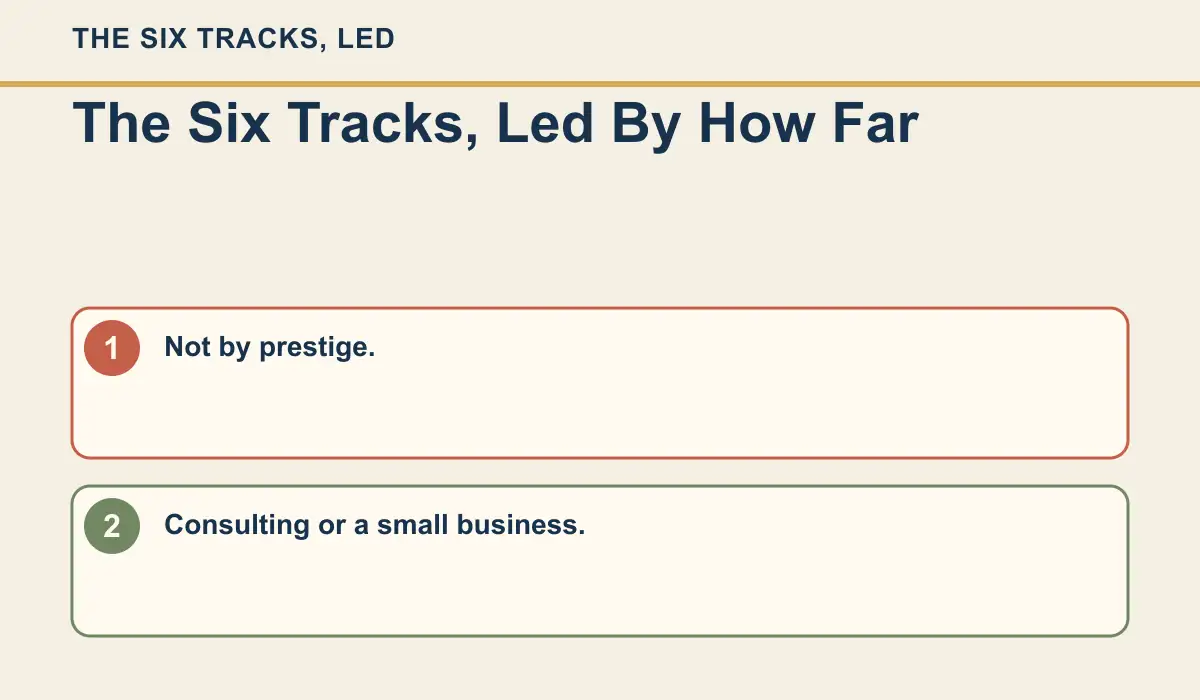 THE SIX TRACKS, LED
The Six Tracks, Led By How Far
1
Not by prestige.
2
Consulting or a small business.